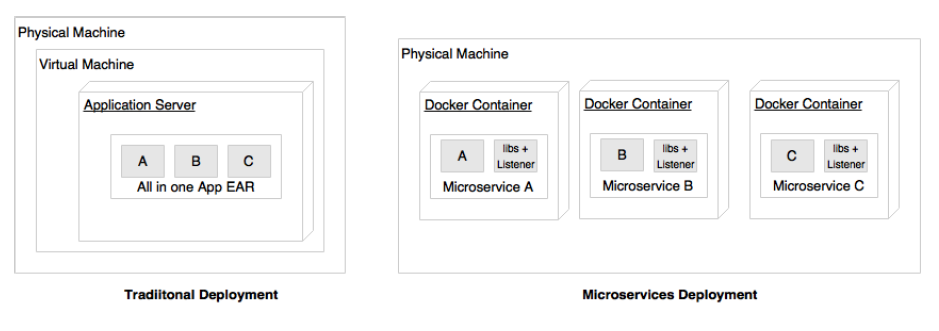 Physical Machine
Virtual Machine
Application Server
A
B
C
All in one App EAR
Tradiitonal Deployment
Physical Machine
Docker Container
A
libs +
Listener
Microservice A
Docker Container
B
libs +
Listener
Microservice B
Docker Container
C
libs +
Listener
Microservice C
Microservices Deployment